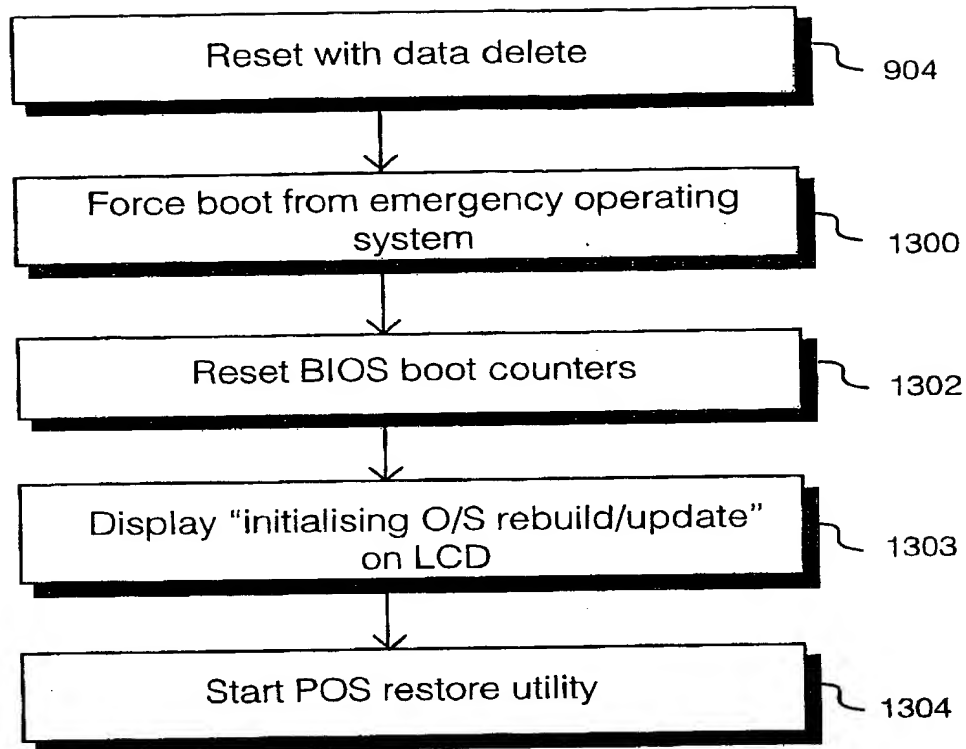 Reset with data delete
904
Force boot from emergency operating
system
1300
Reset BIOS boot counters
1302
Display “initialising O/S rebuild/update”
on LCD
1303
Start POS restore utility
1304